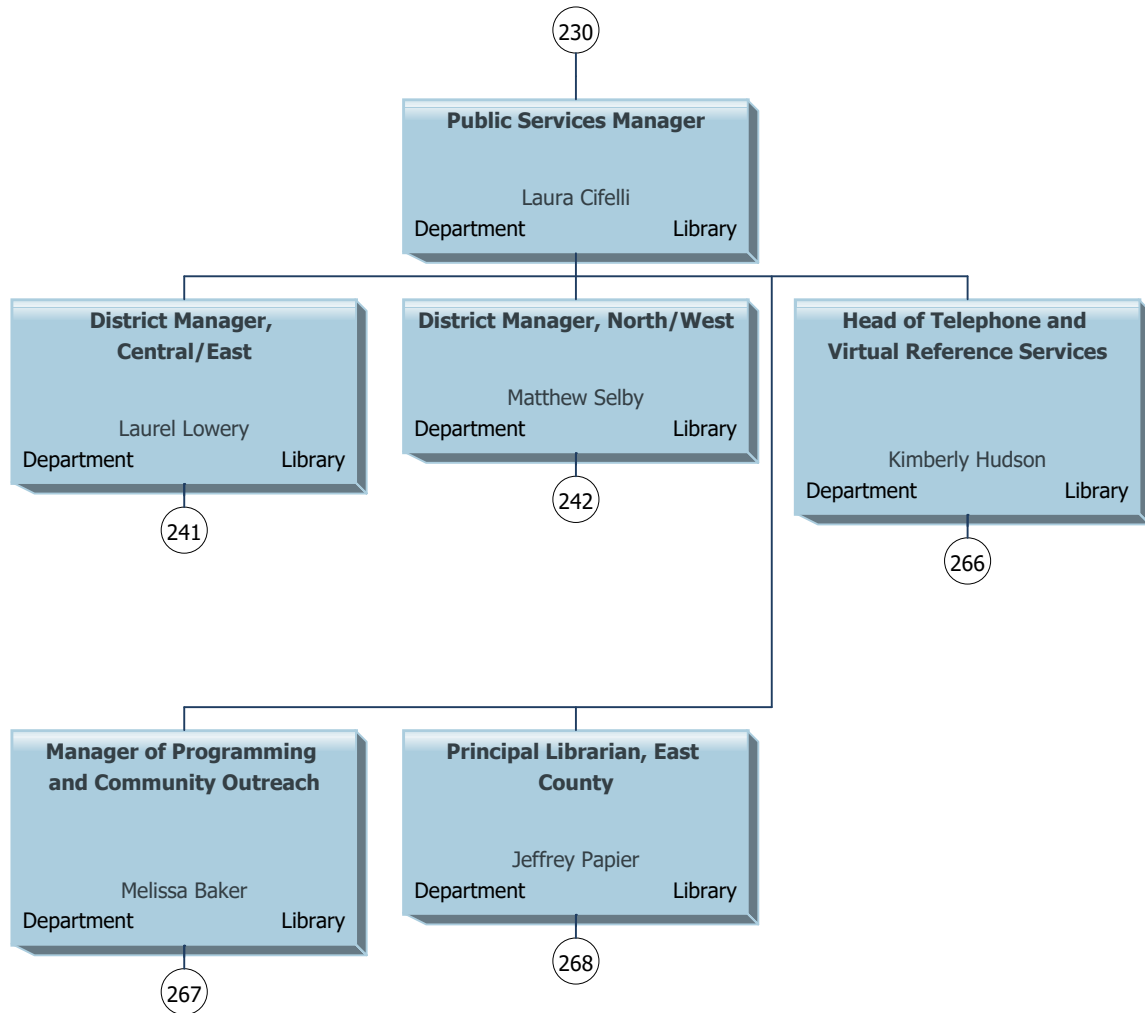 230
Public Services Manager
Laura Cifelli
Department Library
District Manager,
Central/East
Laurel Lowery
Department Library
241
District Manager, North/West
Matthew Selby
Department Library
242
Head of Telephone and
Virtual Reference Services
Kimberly Hudson
Department Library
266
Manager of Programming
and Community Outreach
Melissa Baker
Department Library
267
Principal Librarian, East
County
Jeffrey Papier
Department Library
268